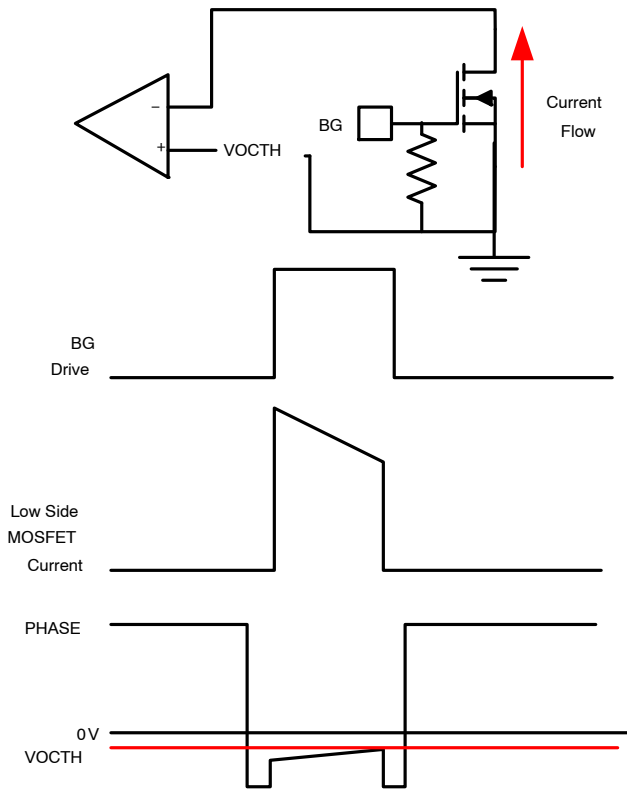 −
+
VOCTH
BG
Current
Flow
BG
Drive
Low Side
MOSFET
Current
PHASE
0 V
VOCTH